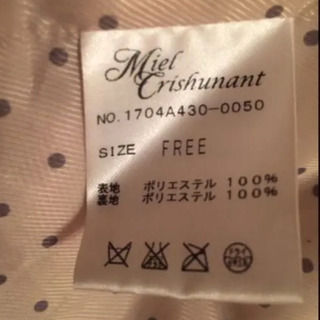 Miel
Crishunant
NO.1704A430-0050
SIZE FREE
表地 ポリエステル 100%
裏地 ポリエステル 100%